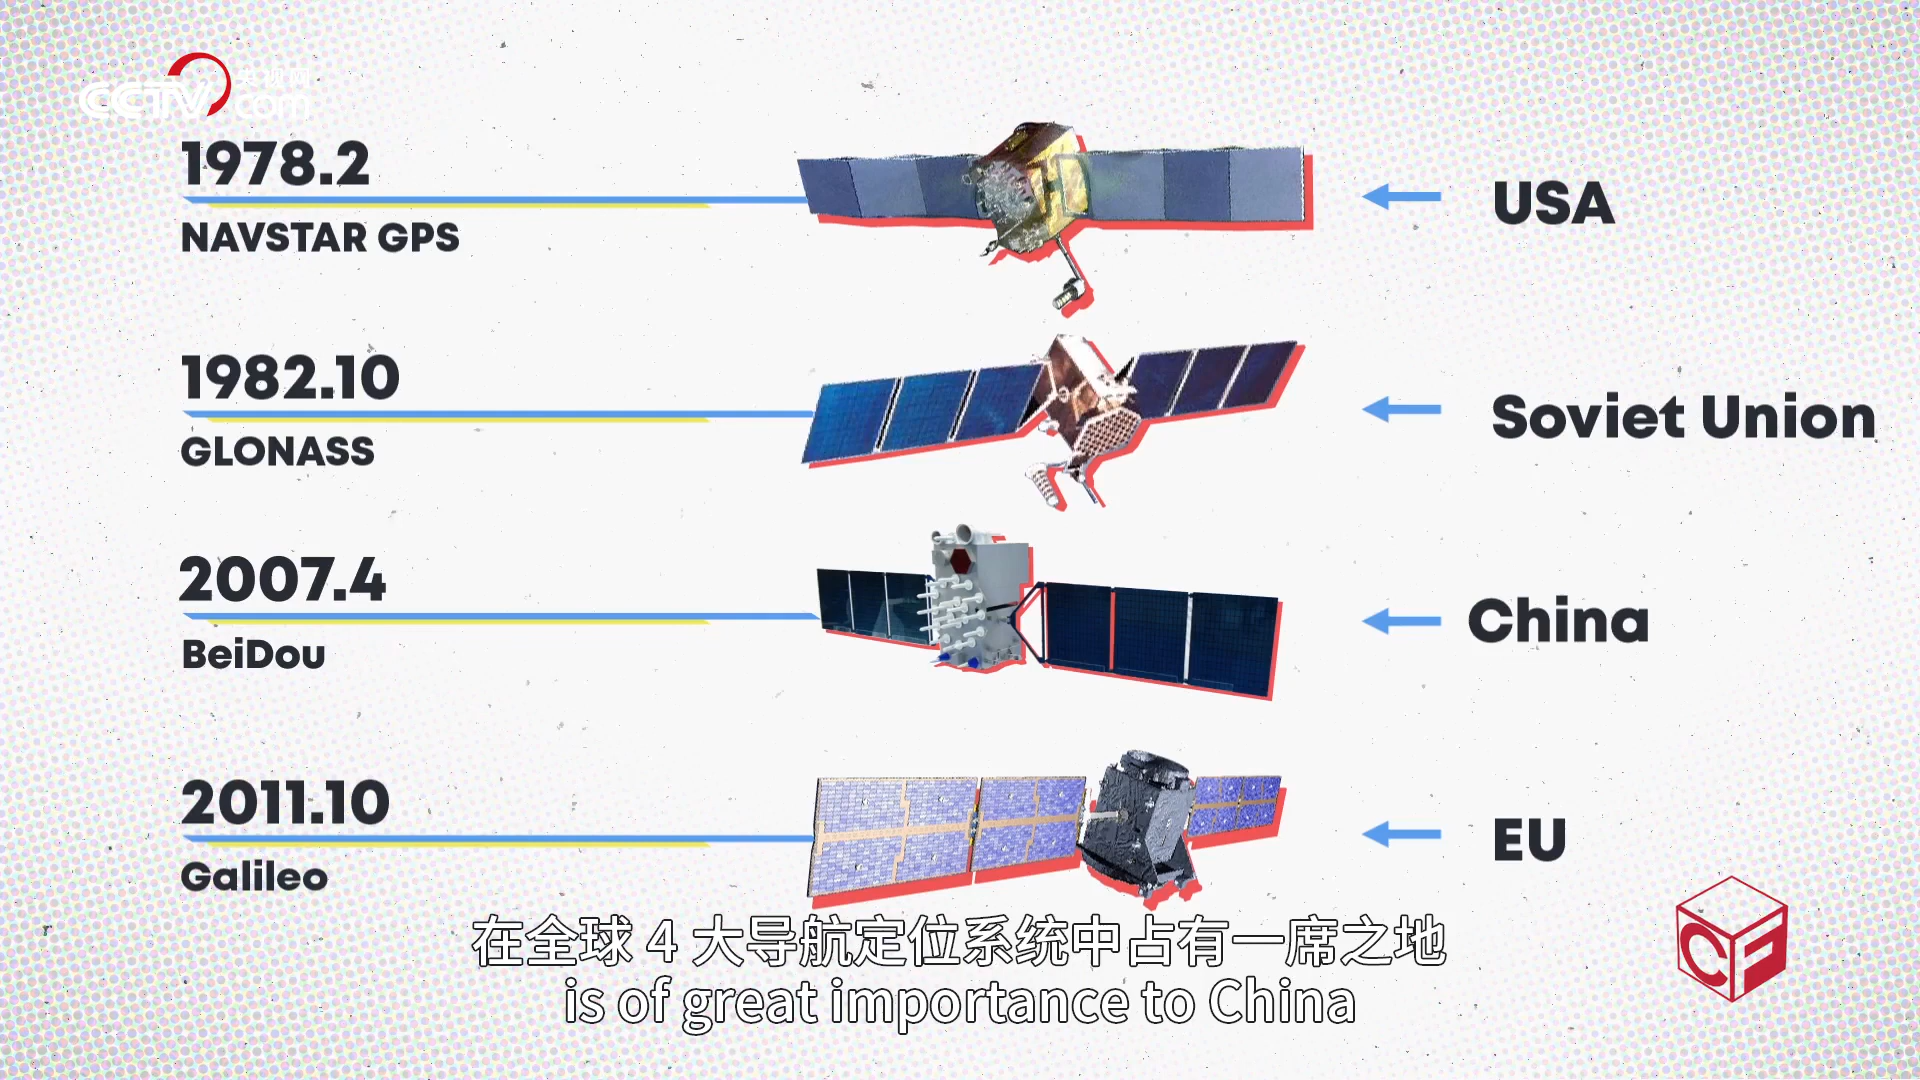 CCTV.com
1978.2
NAVSTAR GPS
USA
1982.10
GLONASS
Soviet Union
2007.4
BeiDou
China
2011.10
Galileo
EU
在全球 4 大导航定位系统中占有一席之地
is of great importance to China
CF